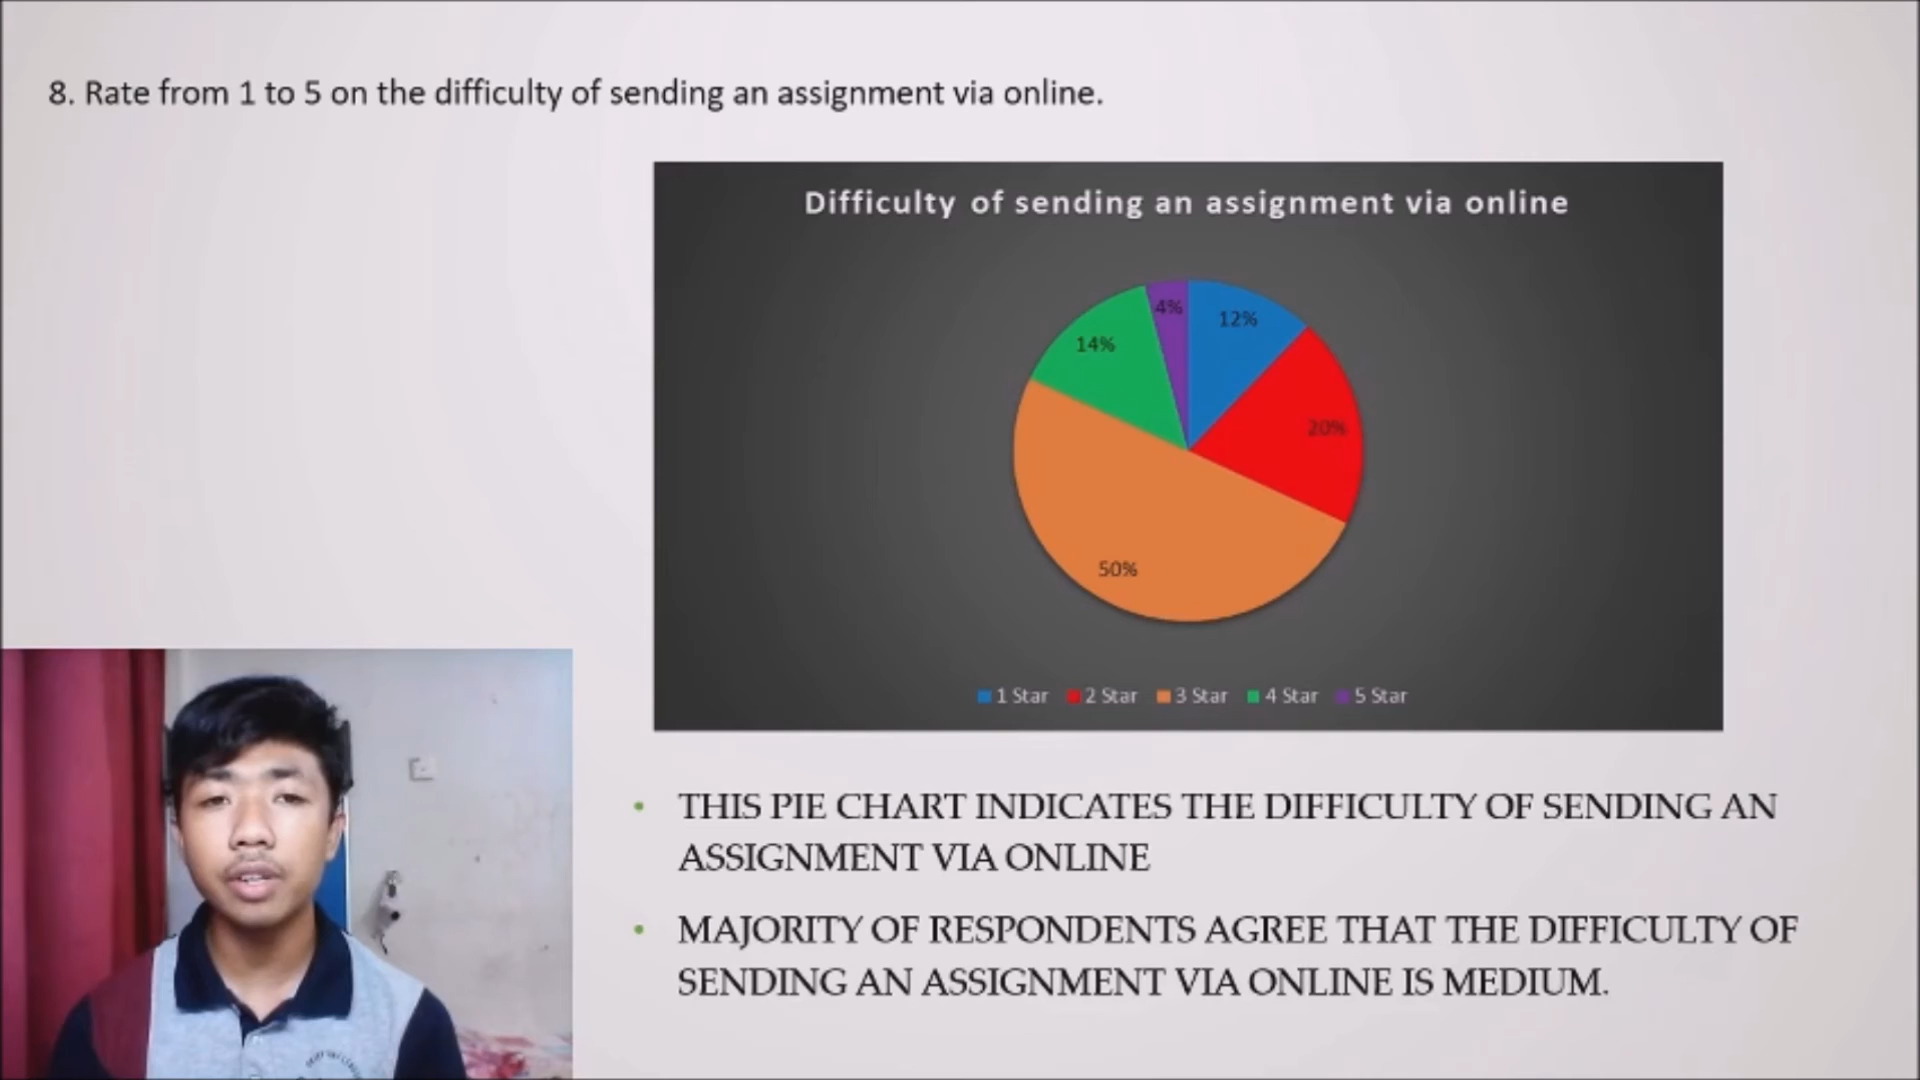 8. Rate from 1 to 5 on the difficulty of sending an assignment via online.
Difficulty of sending an assignment via online
4%
12%
14%
20%
50%
1 Star 2 Star 3 Star 4 Star 5 Star
• THIS PIE CHART INDICATES THE DIFFICULTY OF SENDING AN
ASSIGNMENT VIA ONLINE
• MAJORITY OF RESPONDENTS AGREE THAT THE DIFFICULTY OF
SENDING AN ASSIGNMENT VIA ONLINE IS MEDIUM.